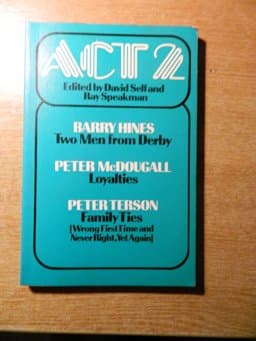 ACT 2
Edited by David Self and
Ray Speakman
BARRY HINES
Two Men from Derby
PETER McDOUGALL
Loyalties
PETER TERSON
Family Ties
(Wrong First Time and
Never Right, Yet Again)